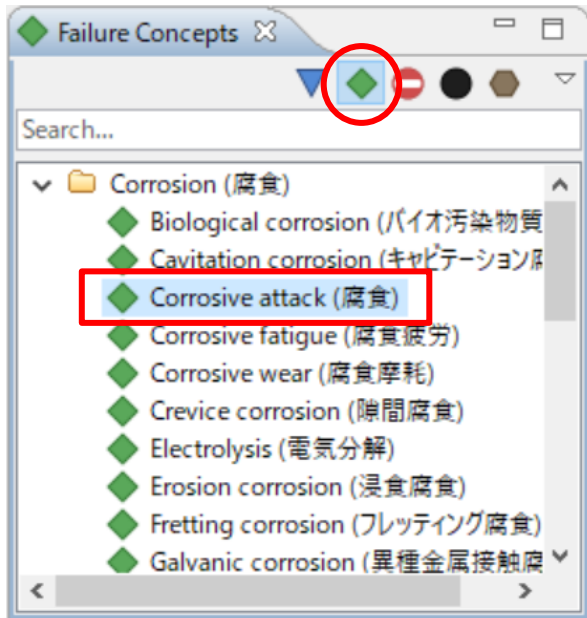 Failure Concepts
Search...
Corrosion (腐食)
Biological corrosion (バイオ汚染物質
Cavitation corrosion (キャビテーション腐
Corrosive attack (腐食)
Corrosive fatigue (腐食疲労)
Corrosive wear (腐食摩耗)
Crevice corrosion (隙間腐食)
Electrolysis (電気分解)
Erosion corrosion (浸食腐食)
Fretting corrosion (フレッティング腐食)
Galvanic corrosion (異種金属接触腐